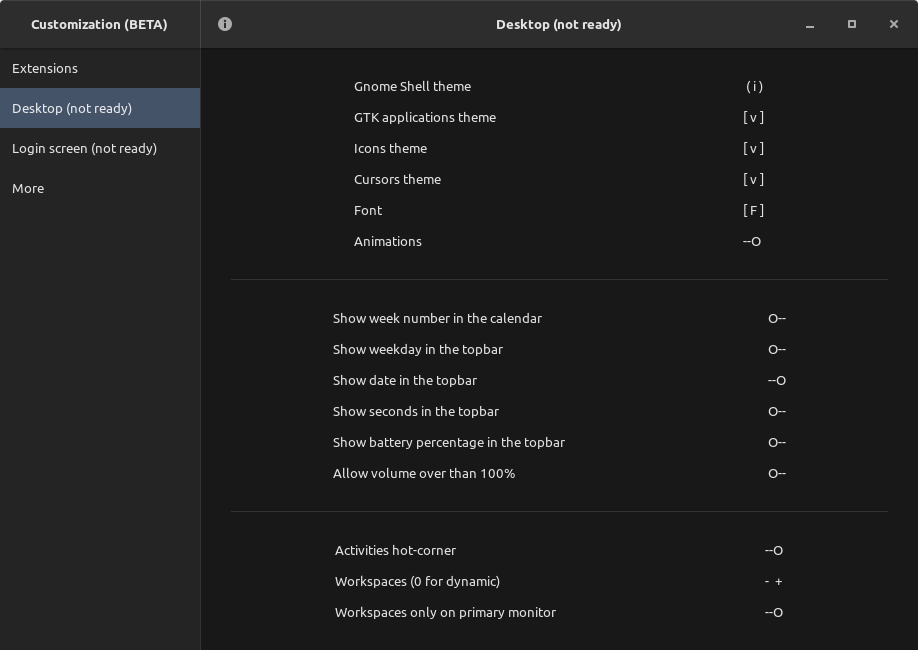 Customization (BETA)
Desktop (not ready)
Extensions
Desktop (not ready)
Login screen (not ready)
More
Gnome Shell theme ( i )
GTK applications theme [ v ]
Icons theme [ v ]
Cursors theme [ v ]
Font [ F ]
Animations --O
Show week number in the calendar O--
Show weekday in the topbar O--
Show date in the topbar --O
Show seconds in the topbar O--
Show battery percentage in the topbar O--
Allow volume over than 100% O--
Activities hot-corner --O
Workspaces (0 for dynamic) - +
Workspaces only on primary monitor --O